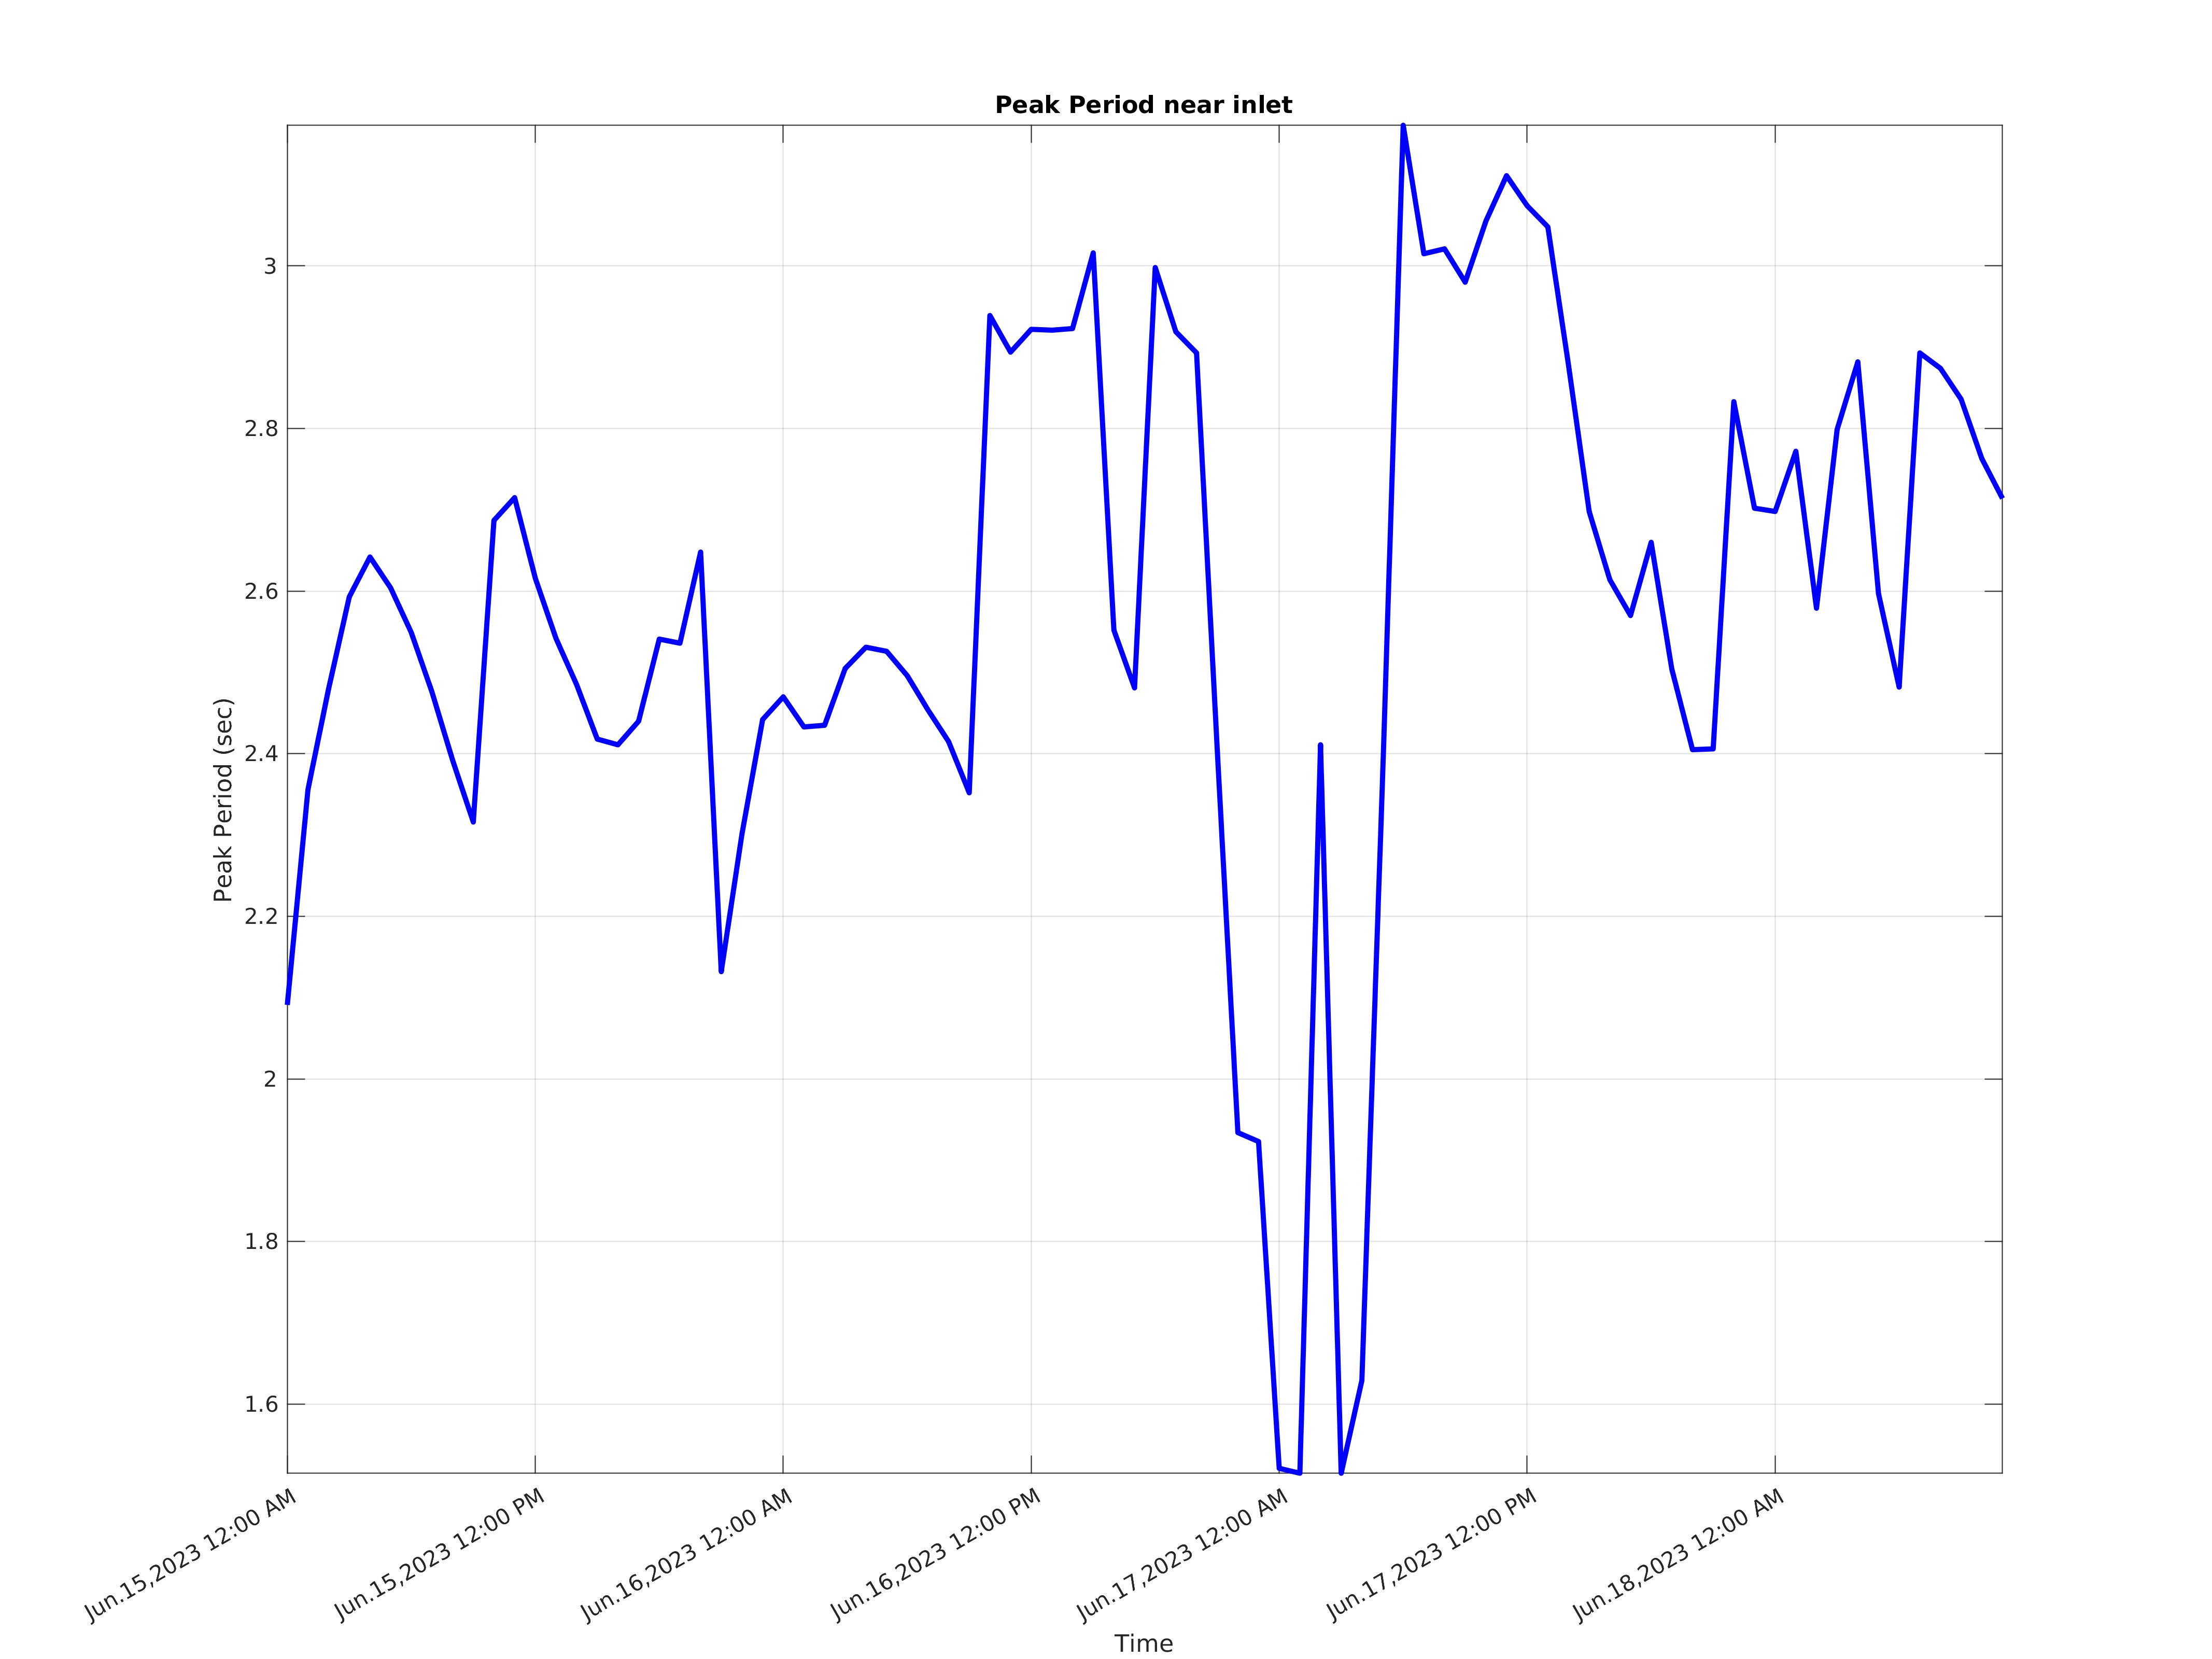 Peak Period near inlet
Peak Period (sec)
3
2.8
2.6
2.4
2.2
2
1.8
1.6
Jun.15,2023 12:00 AM
Jun.15,2023 12:00 PM
Jun.16,2023 12:00 AM
Jun.16,2023 12:00 PM
Jun.17,2023 12:00 AM
Jun.17,2023 12:00 PM
Jun.18,2023 12:00 AM
Time